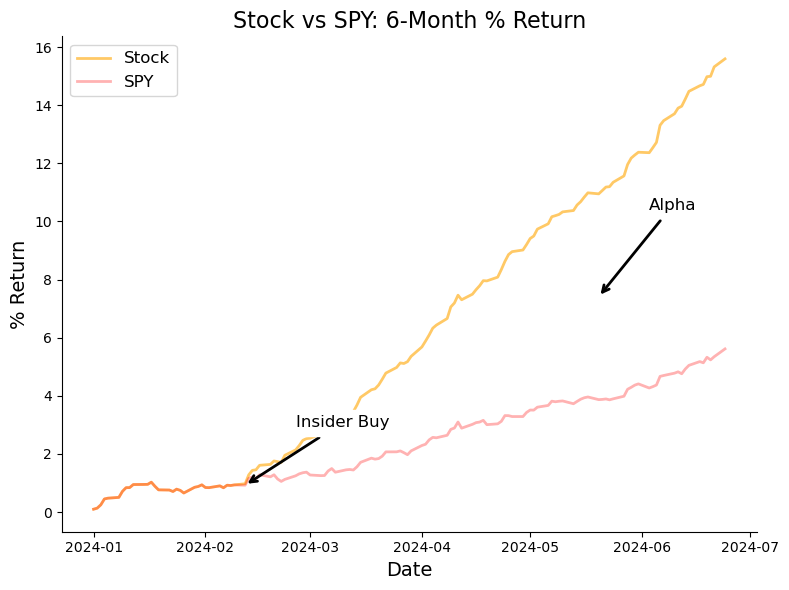 Stock vs SPY: 6-Month % Return
Stock
SPY
16
14
12
10
8
6
4
2
0
% Return
Alpha
Insider Buy
2024-01
2024-02
2024-03
2024-04
2024-05
2024-06
2024-07
Date